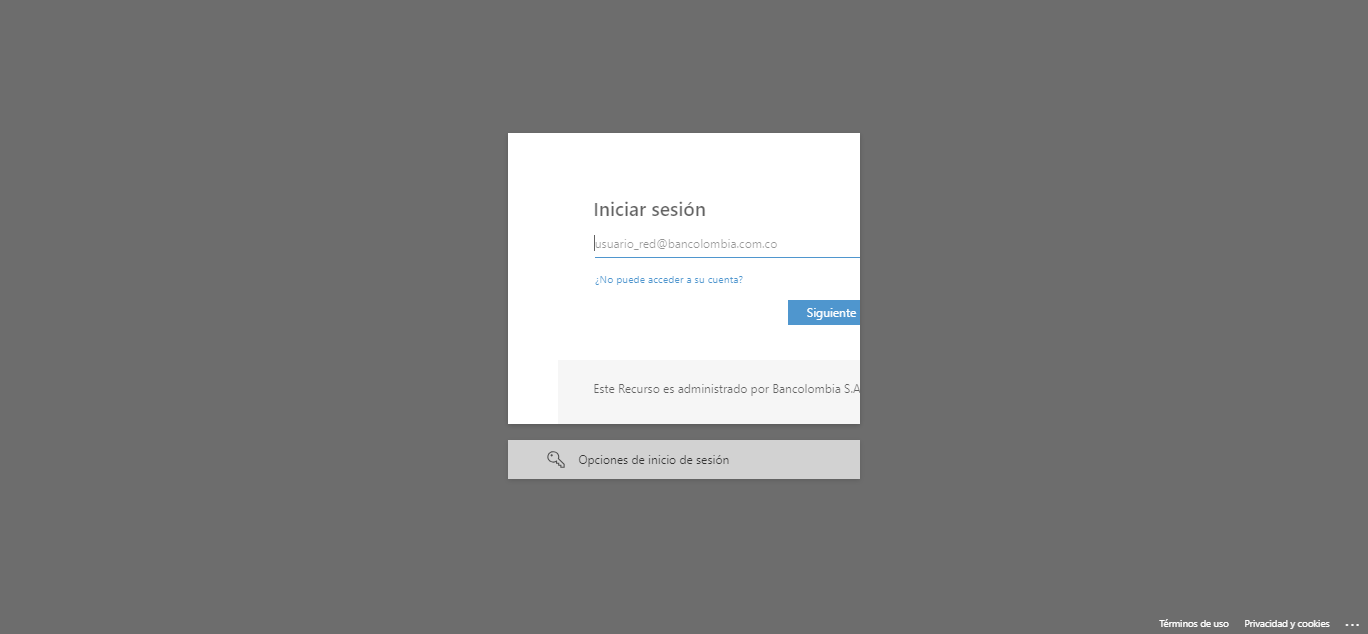 Iniciar sesión
usuario_red@bancolombia.com.co
¿No puede acceder a su cuenta?
Siguiente
Este Recurso es administrado por Bancolombia S.A
Opciones de inicio de sesión
Términos de uso Privacidad y cookies ...